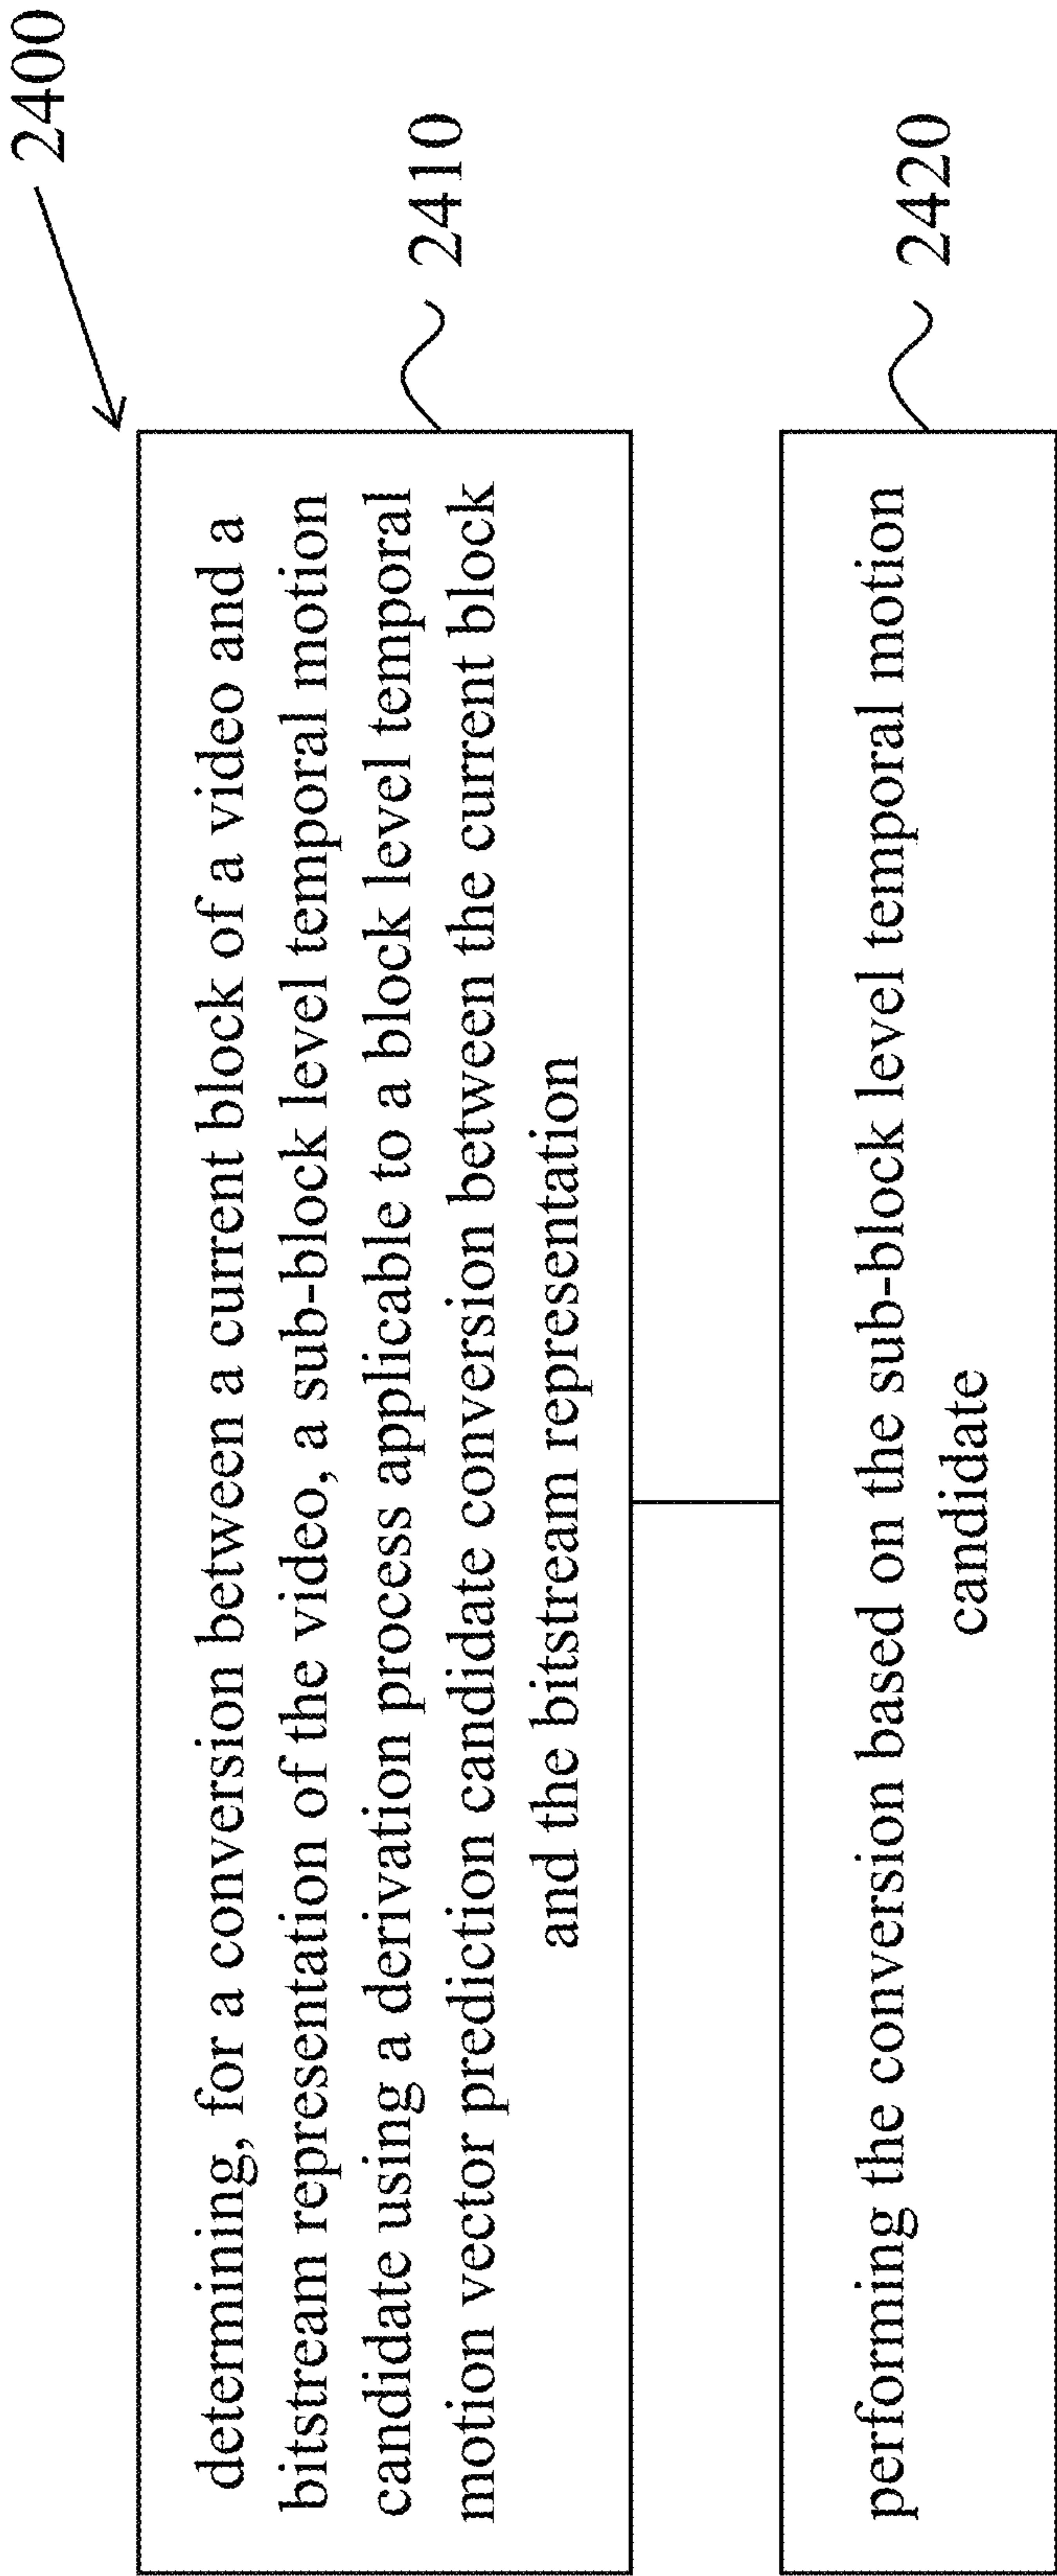 2400
determining, for a conversion between a current block of a video and a
bitstream representation of the video, a sub-block level temporal motion
candidate using a derivation process applicable to a block level temporal
motion vector prediction candidate conversion between the current block
and the bitstream representation
2410
performing the conversion based on the sub-block level temporal motion
candidate
2420